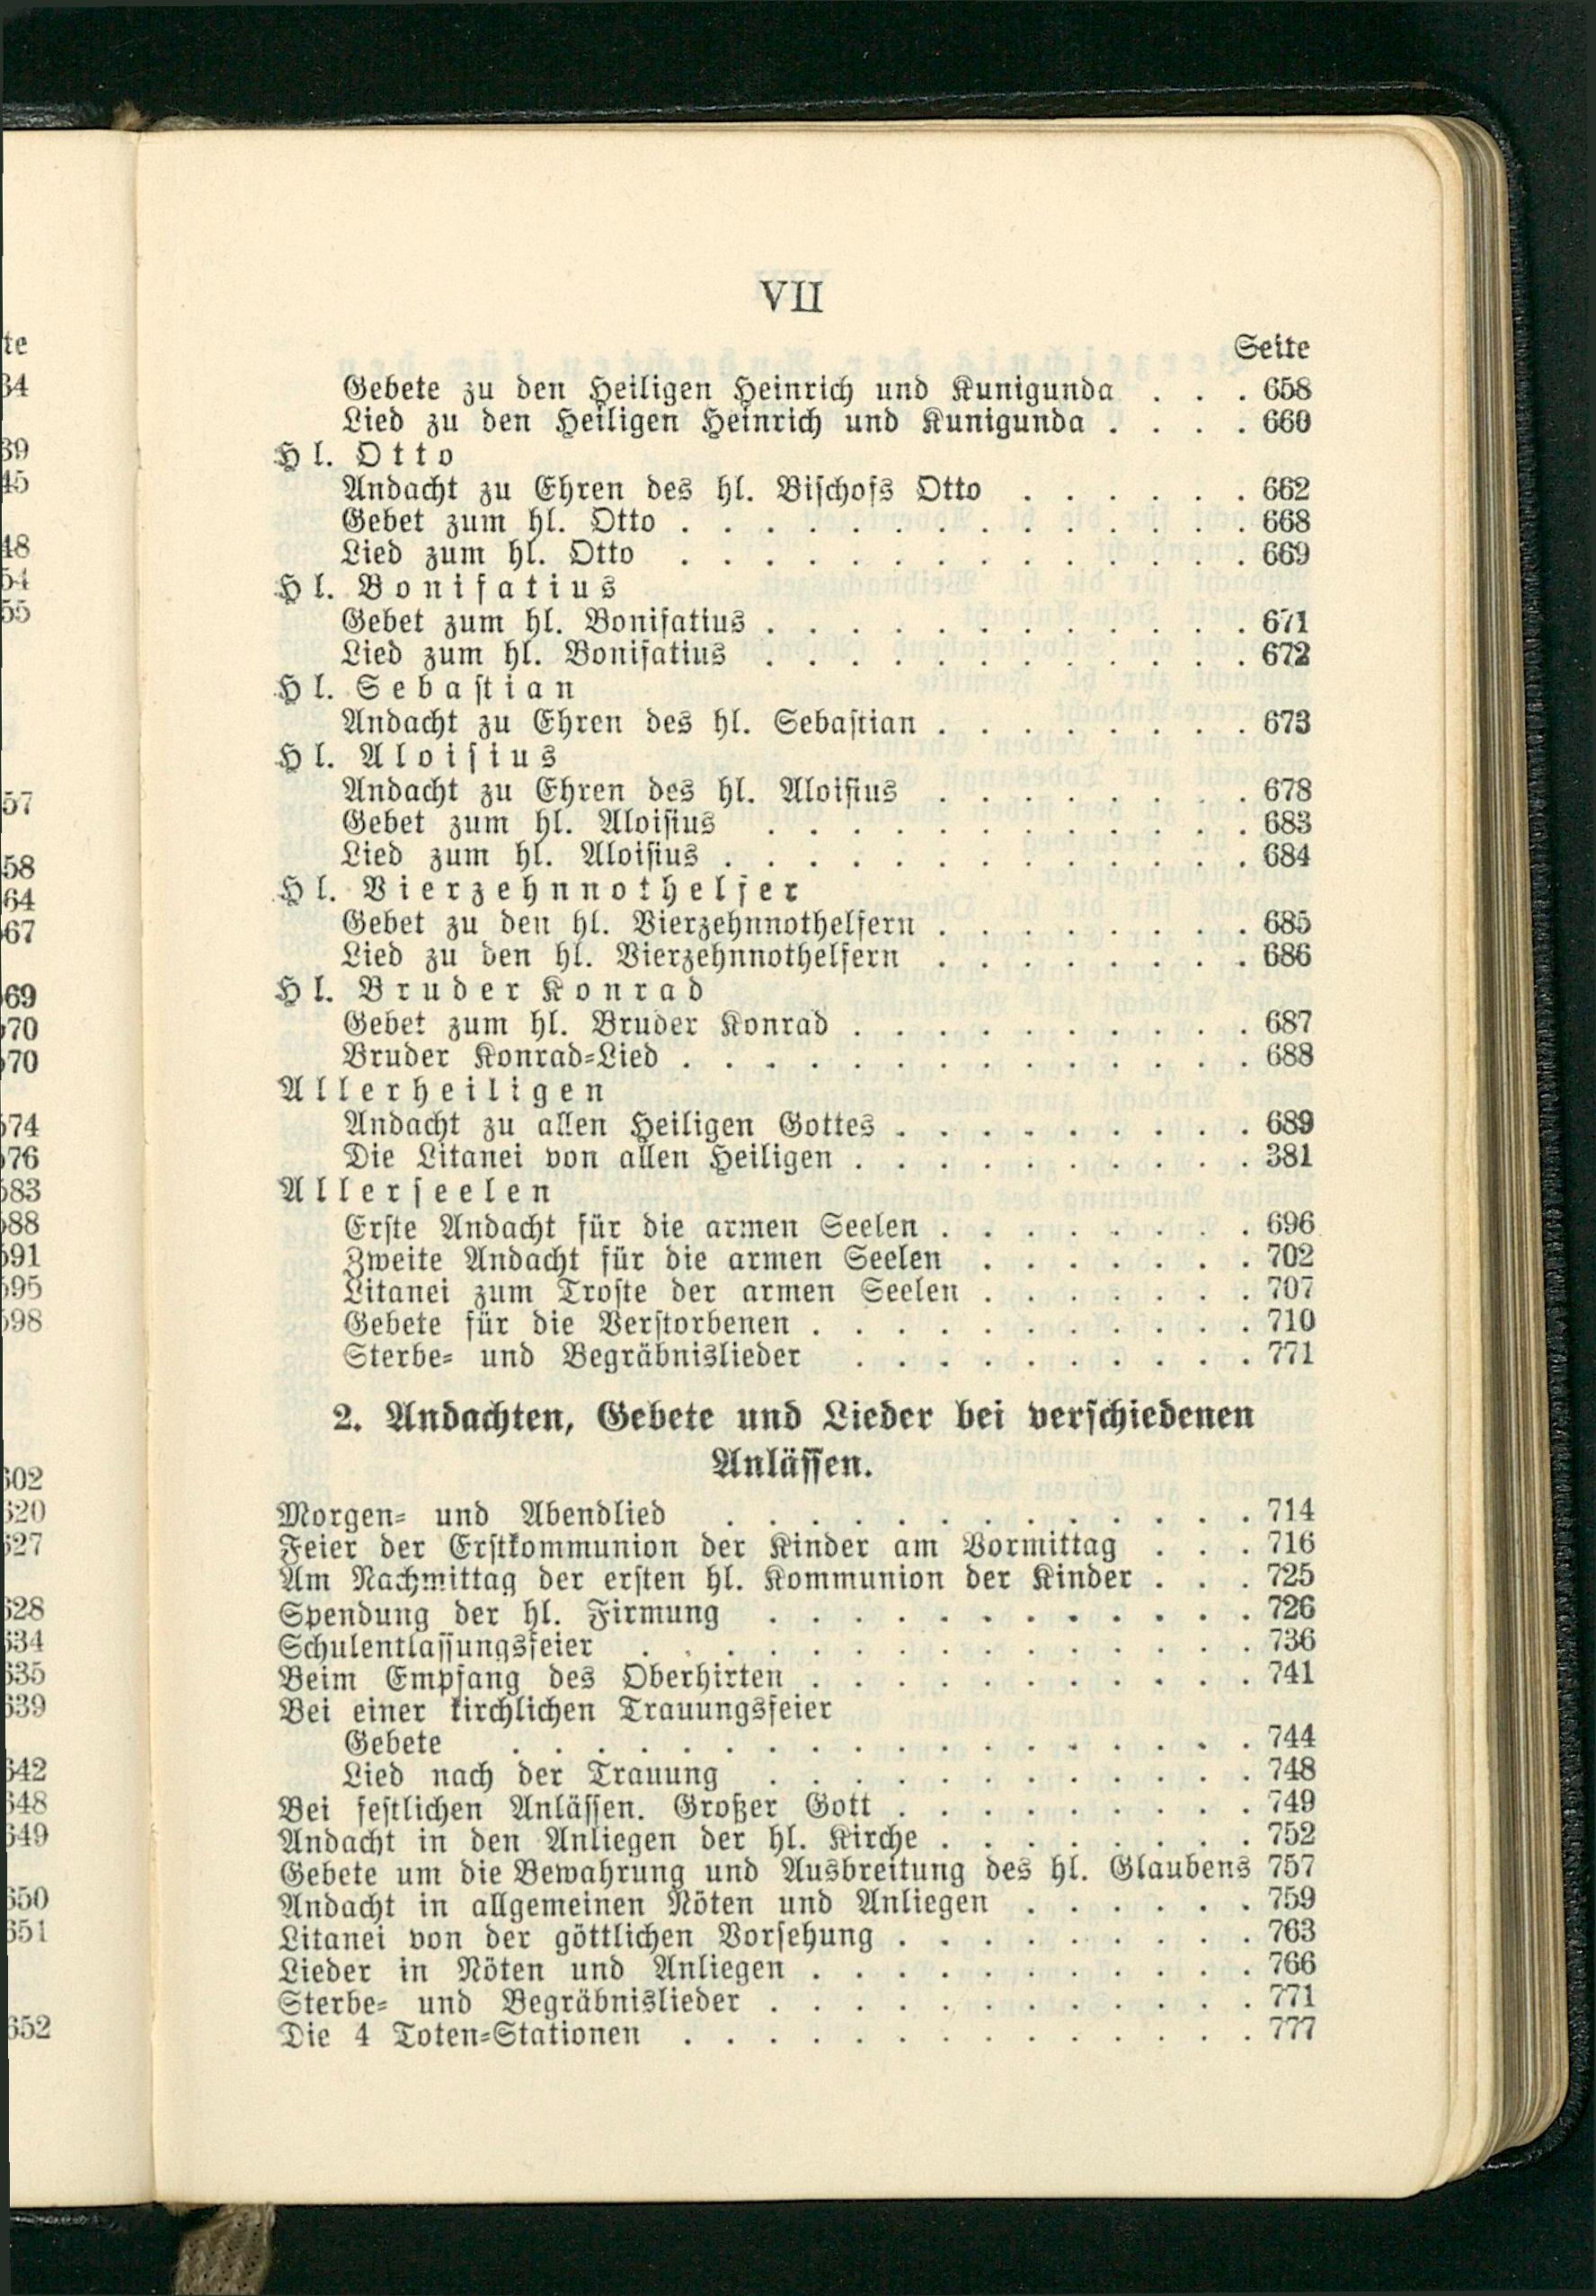 VII
Seite
Gebete zu den Heiligen Heinrich und Kunigunda . . . 658
Lied zu den Heiligen Heinrich und Kunigunda . . . . 660
Hl. Otto
Andacht zu Ehren des hl. Bischofs Otto . . . . . . 662
Gebet zum hl. Otto . . . . . . . . . . . . . . 668
Lied zum hl. Otto . . . . . . . . . . . . . . 669
Hl. Bonifatius
Gebet zum hl. Bonifatius . . . . . . . . . . . . 671
Lied zum hl. Bonifatius . . . . . . . . . . . . 672
Hl. Sebastian
Andacht zu Ehren des hl. Sebastian . . . . . . . . 673
Hl. Aloisius
Andacht zu Ehren des hl. Aloisius . . . . . . . . 678
Gebet zum hl. Aloisius . . . . . . . . . . . . 683
Lied zum hl. Aloisius . . . . . . . . . . . . . 684
Hl. Vierzehnnothelfer
Gebet zu den hl. Vierzehnnothelfern . . . . . . . . 685
Lied zu den hl. Vierzehnnothelfern . . . . . . . . 686
Hl. Bruder Konrad
Gebet zum hl. Bruder Konrad . . . . . . . . . . 687
Bruder Konrad-Lied . . . . . . . . . . . . . . 688
Allerheiligen
Andacht zu allen Heiligen Gottes . . . . . . . . . 689
Die Litanei von allen Heiligen . . . . . . . . . . 381
Allerseelen
Erste Andacht für die armen Seelen . . . . . . . . 696
Zweite Andacht für die armen Seelen . . . . . . . 702
Litanei zum Troste der armen Seelen . . . . . . . 707
Gebete für die Verstorbenen . . . . . . . . . . . 710
Sterbe- und Begräbnislieder . . . . . . . . . . 771
2. Andachten, Gebete und Lieder bei verschiedenen
Anlässen.
Morgen- und Abendlied . . . . . . . . . . . . . 714
Feier der Erstkommunion der Kinder am Vormittag . . . 716
Am Nachmittag der ersten hl. Kommunion der Kinder . . . 725
Spendung der hl. Firmung . . . . . . . . . . . . 726
Schulentlassungsfeier . . . . . . . . . . . . . . . 736
Beim Empfang des Oberhirten . . . . . . . . . . . 741
Bei einer kirchlichen Trauungsfeier
Gebete . . . . . . . . . . . . . . . . . . 744
Lied nach der Trauung . . . . . . . . . . . . 748
Bei festlichen Anlässen. Großer Gott . . . . . . . . . 749
Andacht in den Anliegen der hl. Kirche . . . . . . . . 752
Gebete um die Bewahrung und Ausbreitung des hl. Glaubens 757
Andacht in allgemeinen Nöten und Anliegen . . . . . . 759
Litanei von der göttlichen Vorsehung . . . . . . . . . 763
Lieder in Nöten und Anliegen . . . . . . . . . . . 766
Sterbe- und Begräbnislieder . . . . . . . . . . . . 771
Die 4 Toten-Stationen . . . . . . . . . . . . . . 777